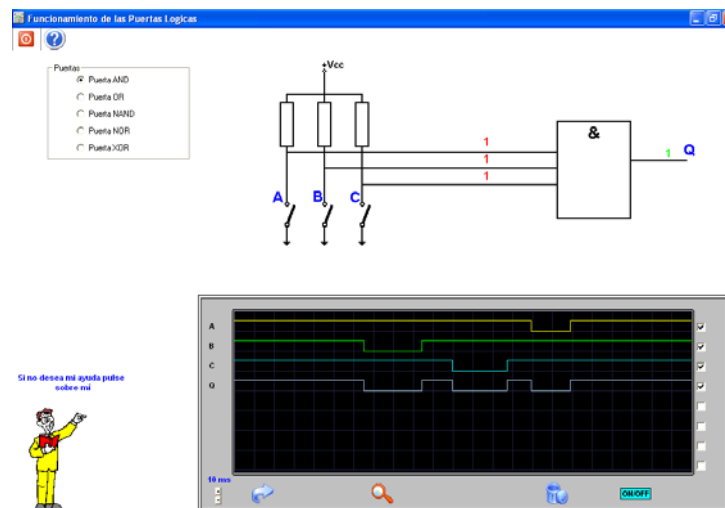 Funcionamiento de las Puertas Logicas
Puertas
Puerta AND
Puerta OR
Puerta NAND
Puerta NOR
Puerta XOR
+Vcc
1
1
1
&
1
Q
A
B
C
A
B
C
Q
Si no desea mi ayuda pulse
sobre mí
10 ms
ON/OFF